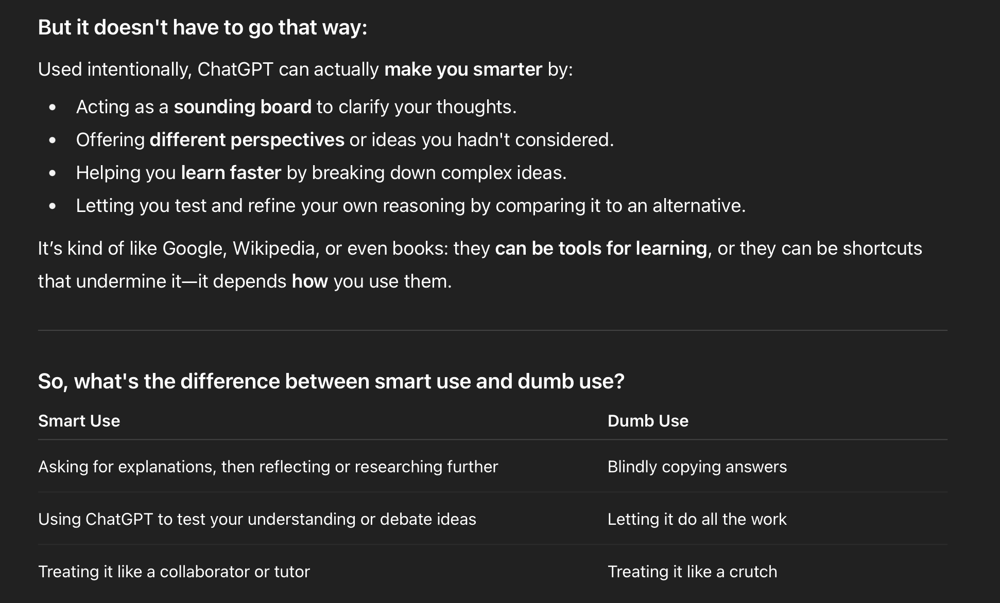 But it doesn't have to go that way:
Used intentionally, ChatGPT can actually make you smarter by:
• Acting as a sounding board to clarify your thoughts.
• Offering different perspectives or ideas you hadn't considered.
• Helping you learn faster by breaking down complex ideas.
• Letting you test and refine your own reasoning by comparing it to an alternative.
It’s kind of like Google, Wikipedia, or even books: they can be tools for learning, or they can be shortcuts
that undermine it—it depends how you use them.
So, what's the difference between smart use and dumb use?
Smart Use Dumb Use
Asking for explanations, then reflecting or researching further Blindly copying answers
Using ChatGPT to test your understanding or debate ideas Letting it do all the work
Treating it like a collaborator or tutor Treating it like a crutch